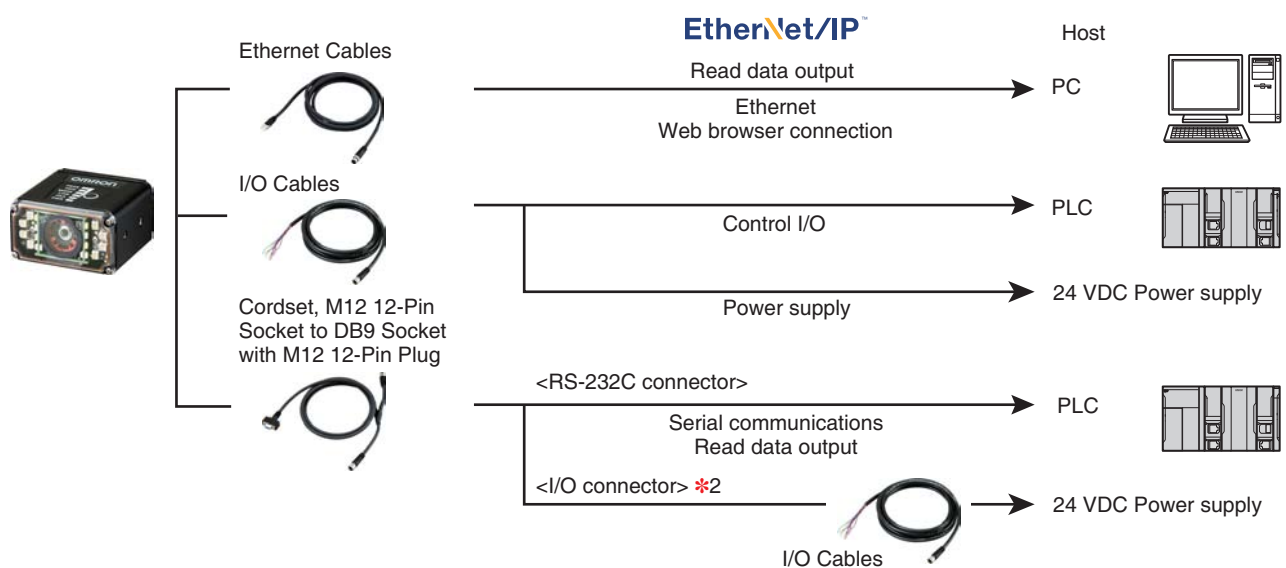 EtherNet/IP™
Host
Ethernet Cables
Read data output
PC
Ethernet
Web browser connection
omron
I/O Cables
PLC
Control I/O
Cordset, M12 12-Pin
Socket to DB9 Socket
with M12 12-Pin Plug
24 VDC Power supply
Power supply
<RS-232C connector>
PLC
Serial communications
Read data output
<I/O connector> *2
24 VDC Power supply
I/O Cables